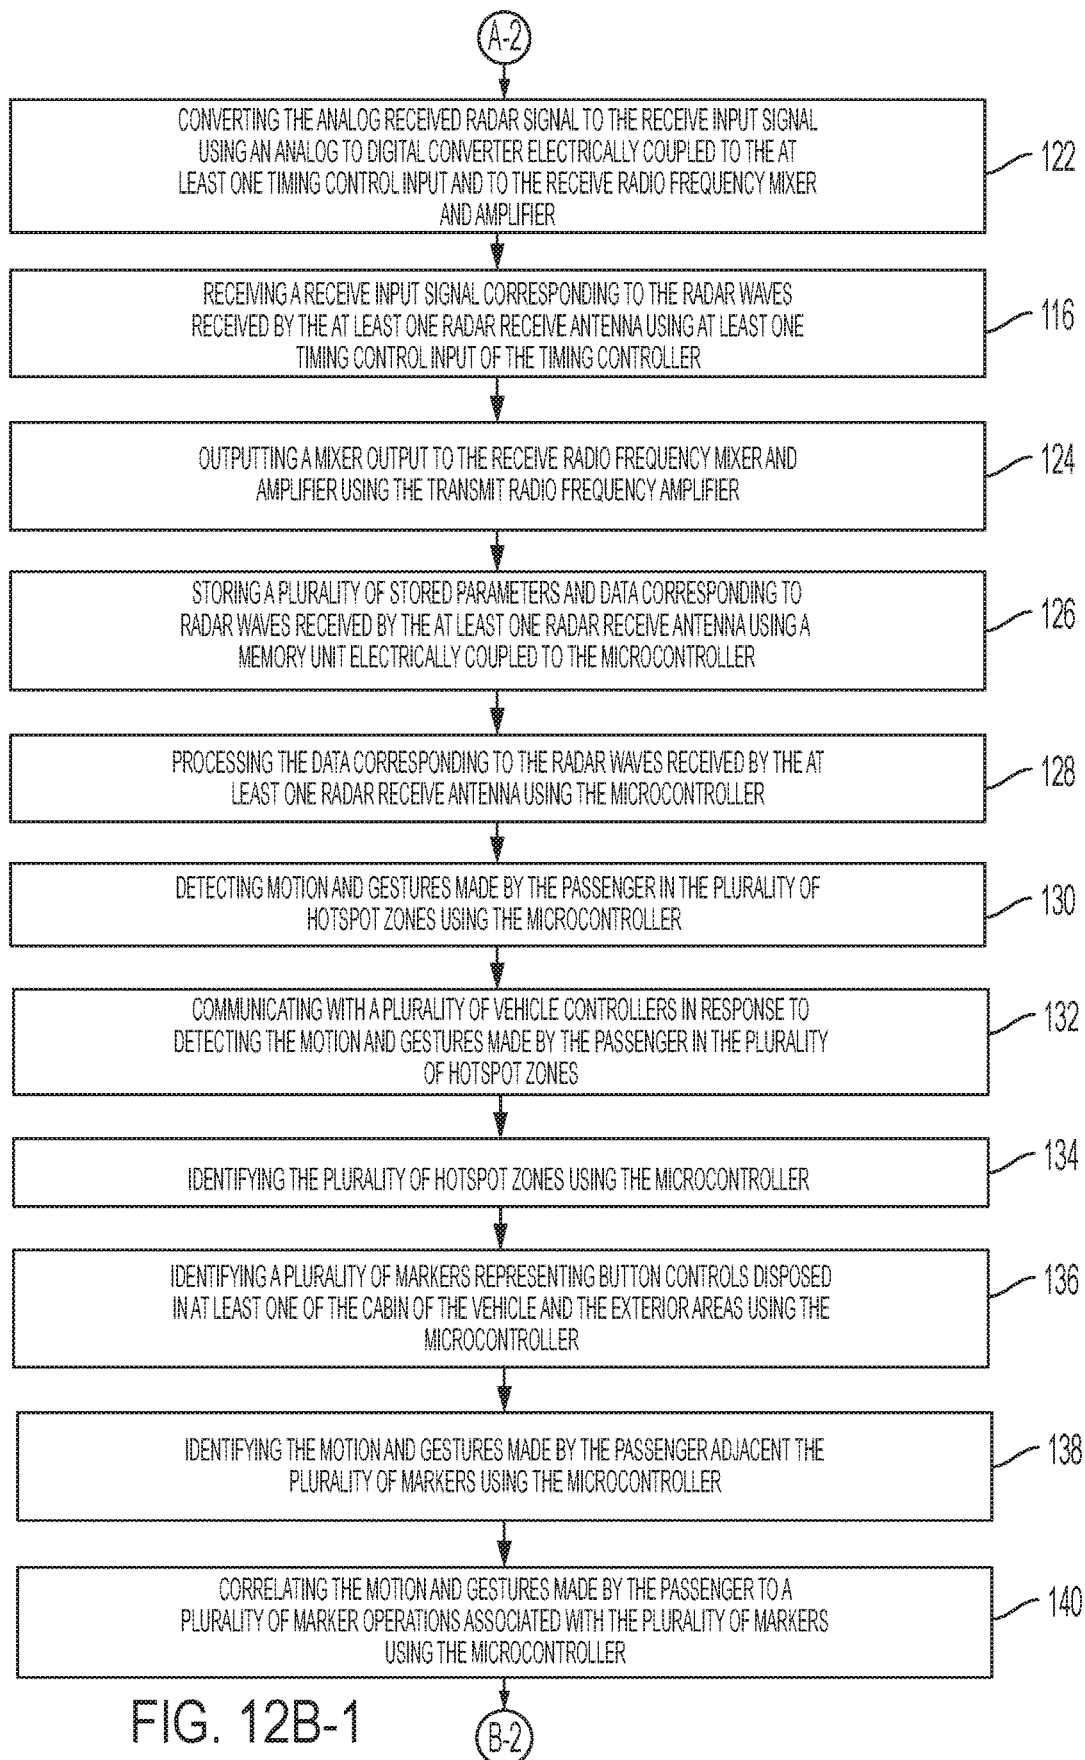 A-2
CONVERTING THE ANALOG RECEIVED RADAR SIGNAL TO THE RECEIVE INPUT SIGNAL
USING AN ANALOG TO DIGITAL CONVERTER ELECTRICALLY COUPLED TO THE AT
LEAST ONE TIMING CONTROL INPUT AND TO THE RECEIVE RADIO FREQUENCY MIXER
AND AMPLIFIER
122
RECEIVING A RECEIVE INPUT SIGNAL CORRESPONDING TO THE RADAR WAVES
RECEIVED BY THE AT LEAST ONE RADAR RECEIVE ANTENNA USING AT LEAST ONE
TIMING CONTROL INPUT OF THE TIMING CONTROLLER
116
OUTPUTTING A MIXER OUTPUT TO THE RECEIVE RADIO FREQUENCY MIXER AND
AMPLIFIER USING THE TRANSMIT RADIO FREQUENCY AMPLIFIER
124
STORING A PLURALITY OF STORED PARAMETERS AND DATA CORRESPONDING TO
RADAR WAVES RECEIVED BY THE AT LEAST ONE RADAR RECEIVE ANTENNA USING A
MEMORY UNIT ELECTRICALLY COUPLED TO THE MICROCONTROLLER
126
PROCESSING THE DATA CORRESPONDING TO THE RADAR WAVES RECEIVED BY THE AT
LEAST ONE RADAR RECEIVE ANTENNA USING THE MICROCONTROLLER
128
DETECTING MOTION AND GESTURES MADE BY THE PASSENGER IN THE PLURALITY OF
HOTSPOT ZONES USING THE MICROCONTROLLER
130
COMMUNICATING WITH A PLURALITY OF VEHICLE CONTROLLERS IN RESPONSE TO
DETECTING THE MOTION AND GESTURES MADE BY THE PASSENGER IN THE PLURALITY
OF HOTSPOT ZONES
132
IDENTIFYING THE PLURALITY OF HOTSPOT ZONES USING THE MICROCONTROLLER
134
IDENTIFYING A PLURALITY OF MARKERS REPRESENTING BUTTON CONTROLS DISPOSED
IN AT LEAST ONE OF THE CABIN OF THE VEHICLE AND THE EXTERIOR AREAS USING THE
MICROCONTROLLER
136
IDENTIFYING THE MOTION AND GESTURES MADE BY THE PASSENGER ADJACENT THE
PLURALITY OF MARKERS USING THE MICROCONTROLLER
138
CORRELATING THE MOTION AND GESTURES MADE BY THE PASSENGER TO A
PLURALITY OF MARKER OPERATIONS ASSOCIATED WITH THE PLURALITY OF MARKERS
USING THE MICROCONTROLLER
140
FIG. 12B-1
B-2